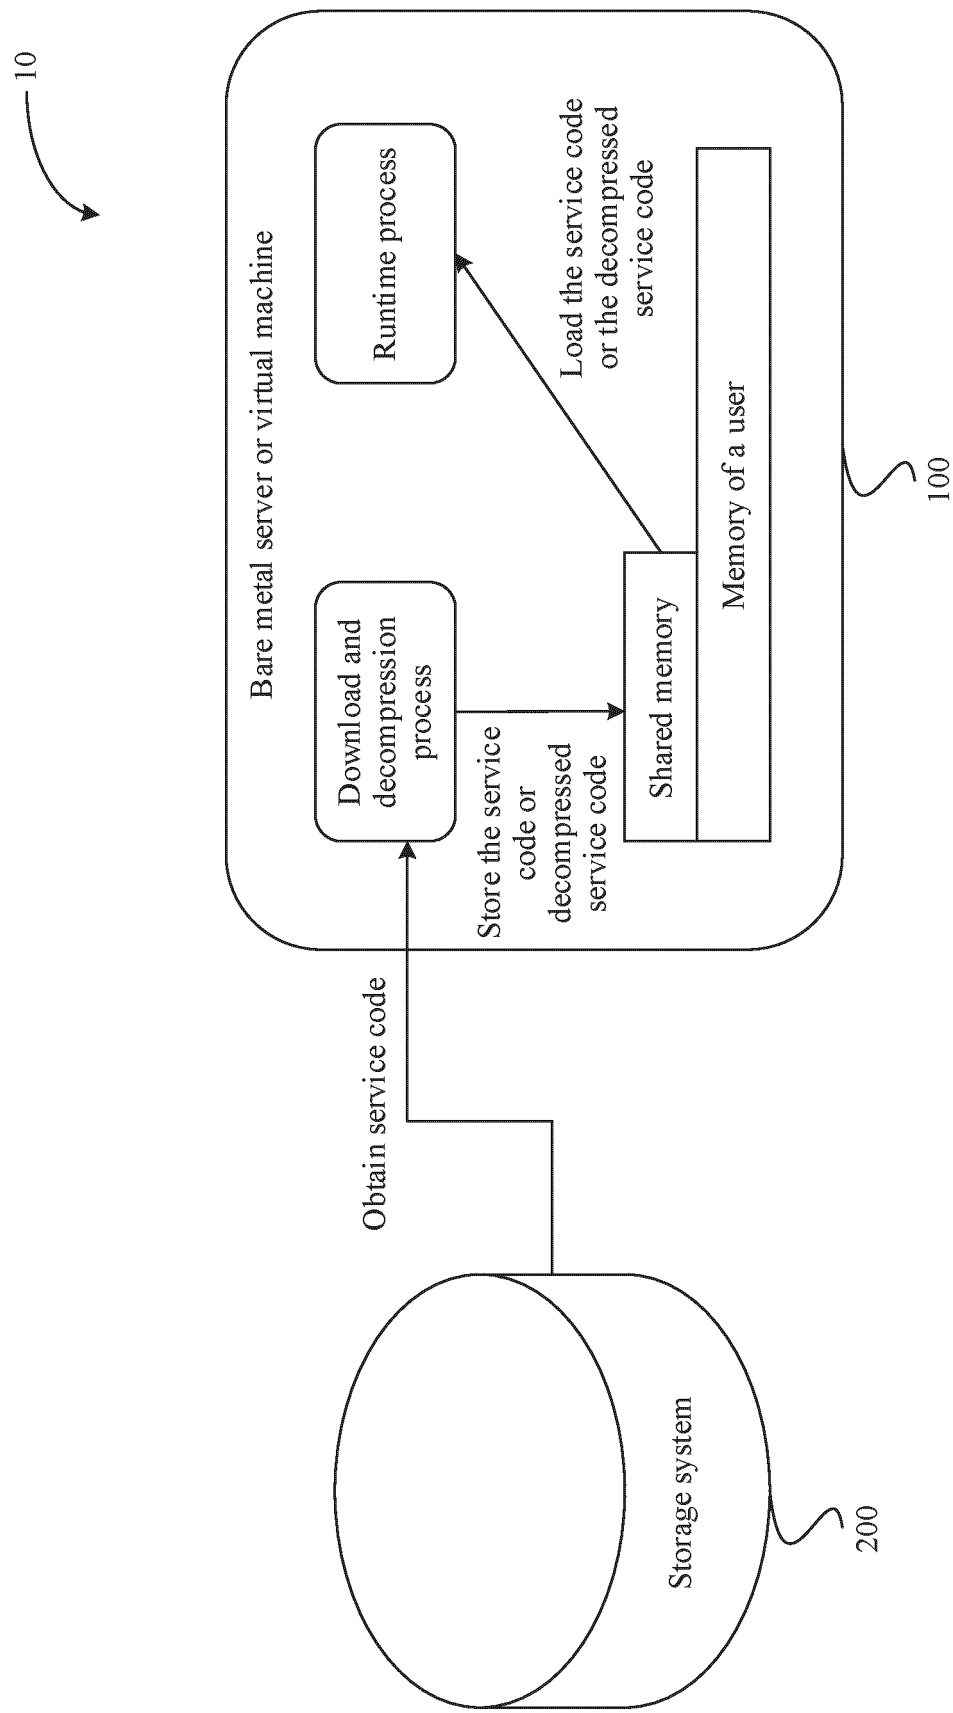 10
Bare metal server or virtual machine
Download and
decompression
process
Runtime process
Obtain service code
Store the service
code or
decompressed
service code
Load the service code
or the decompressed
service code
Shared memory
Memory of a user
Storage system
100
200